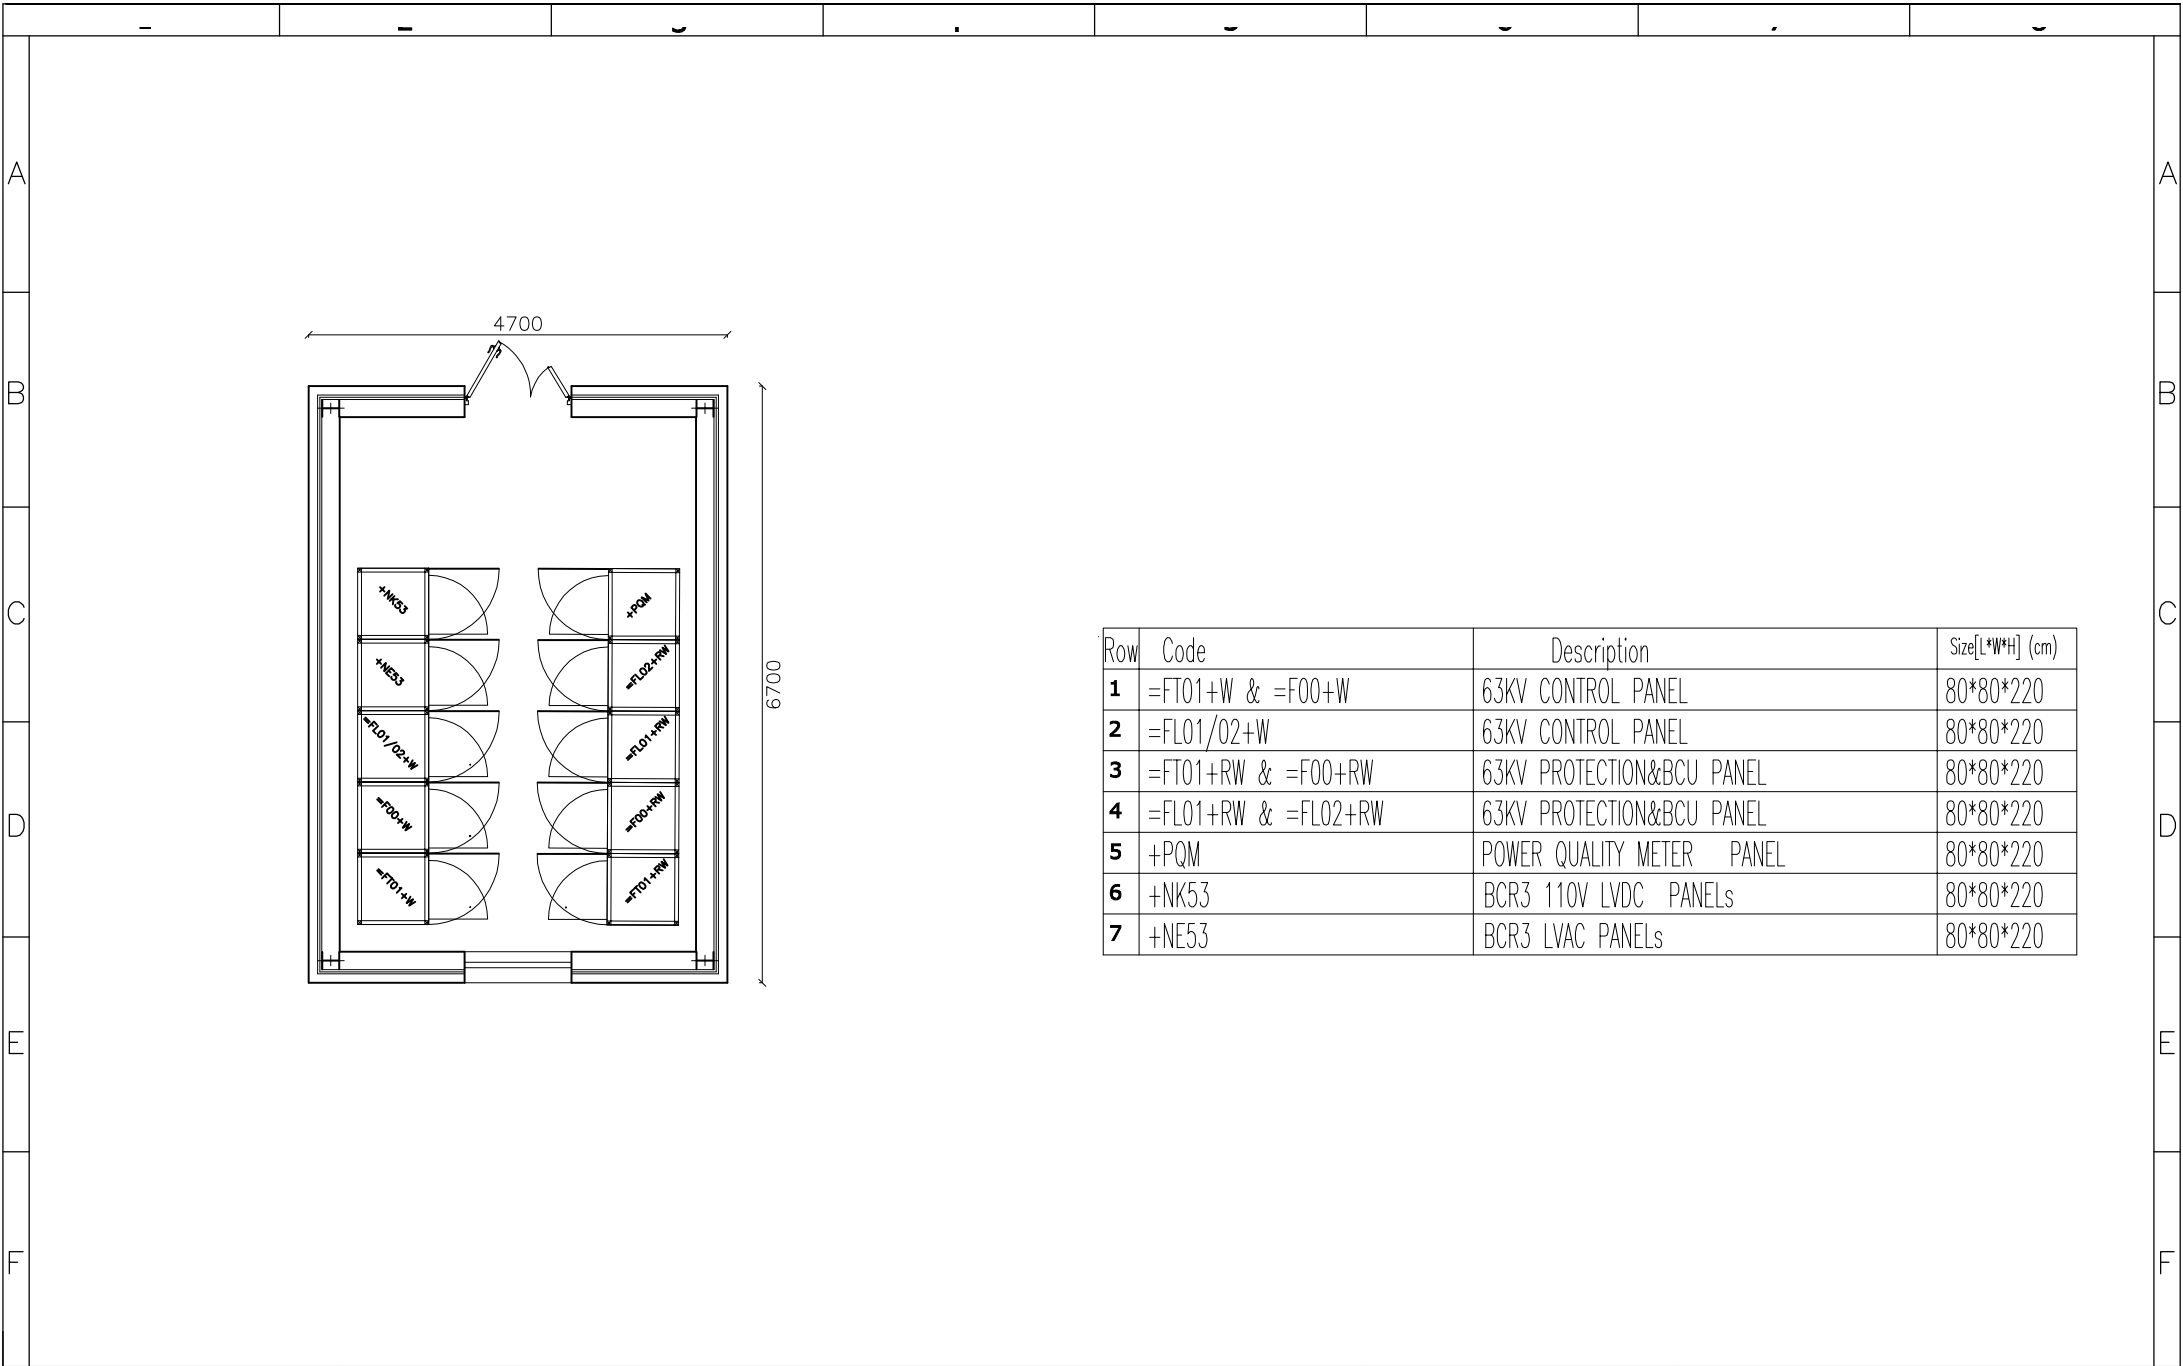 A A
4700
B B
+NK53 +PQM
C C
Row Code Description Size[L*W*H] (cm)
+NE53 =FL02+RW
6700
1 =FT01+W & =F00+W 63KV CONTROL PANEL 80*80*220
2 =FL01/02+W 63KV CONTROL PANEL 80*80*220
=FL01/02+W =FL01+RW
3 =FT01+RW & =F00+RW 63KV PROTECTION&BCU PANEL 80*80*220
4 =FL01+RW & =FL02+RW 63KV PROTECTION&BCU PANEL 80*80*220
=F00+W =F00+RW
D D
5 +PQM POWER QUALITY METER PANEL 80*80*220
6 +NK53 BCR3 110V LVDC PANELs 80*80*220
=FT01+W =FT01+RW
7 +NE53 BCR3 LVAC PANELs 80*80*220
E E
F F